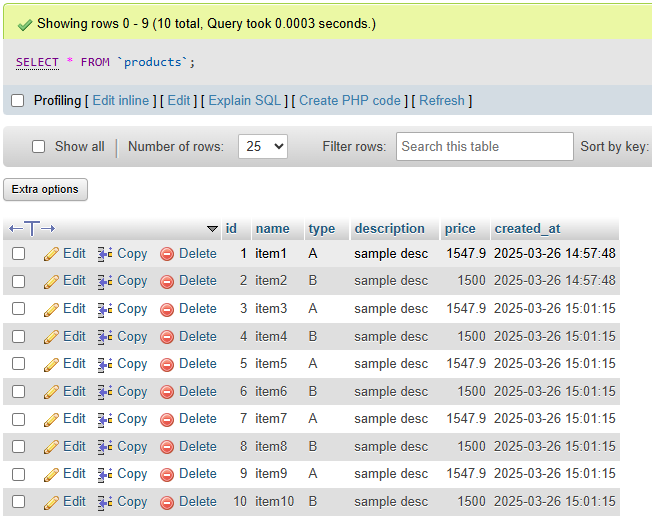 Showing rows 0 - 9 (10 total, Query took 0.0003 seconds.)
SELECT * FROM `products`;
Profiling [ Edit inline ] [ Edit ] [ Explain SQL ] [ Create PHP code ] [ Refresh ]
Show all Number of rows: 25 Filter rows: Search this table Sort by key:
Extra options
id name type description price created_at
Edit Copy Delete 1 item1 A sample desc 1547.9 2025-03-26 14:57:48
Edit Copy Delete 2 item2 B sample desc 1500 2025-03-26 14:57:48
Edit Copy Delete 3 item3 A sample desc 1547.9 2025-03-26 15:01:15
Edit Copy Delete 4 item4 B sample desc 1500 2025-03-26 15:01:15
Edit Copy Delete 5 item5 A sample desc 1547.9 2025-03-26 15:01:15
Edit Copy Delete 6 item6 B sample desc 1500 2025-03-26 15:01:15
Edit Copy Delete 7 item7 A sample desc 1547.9 2025-03-26 15:01:15
Edit Copy Delete 8 item8 B sample desc 1500 2025-03-26 15:01:15
Edit Copy Delete 9 item9 A sample desc 1547.9 2025-03-26 15:01:15
Edit Copy Delete 10 item10 B sample desc 1500 2025-03-26 15:01:15